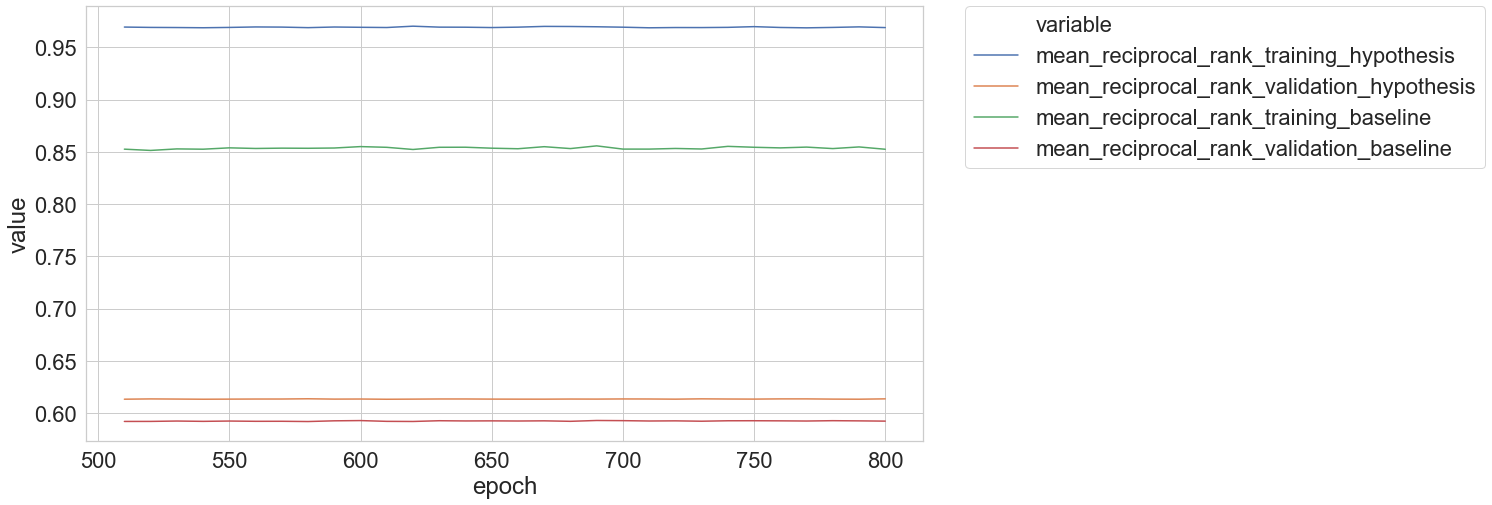 0.95
0.90
0.85
0.80
0.75
0.70
0.65
0.60
value
500 550 600 650 700 750 800
epoch
variable
mean_reciprocal_rank_training_hypothesis
mean_reciprocal_rank_validation_hypothesis
mean_reciprocal_rank_training_baseline
mean_reciprocal_rank_validation_baseline